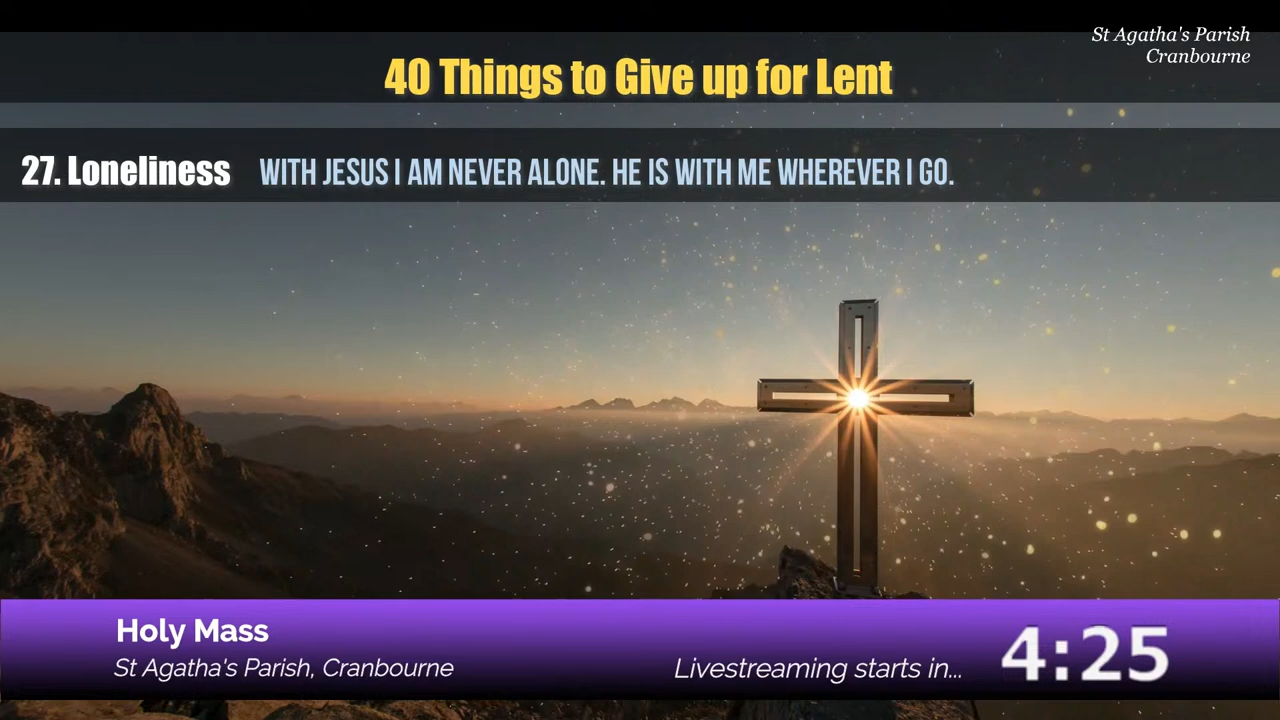 St Agatha's Parish
Cranbourne
40 Things to Give up for Lent
27. Loneliness WITH JESUS I AM NEVER ALONE. HE IS WITH ME WHEREVER I GO.
Holy Mass
St Agatha's Parish, Cranbourne
Livestreaming starts in...
4:25